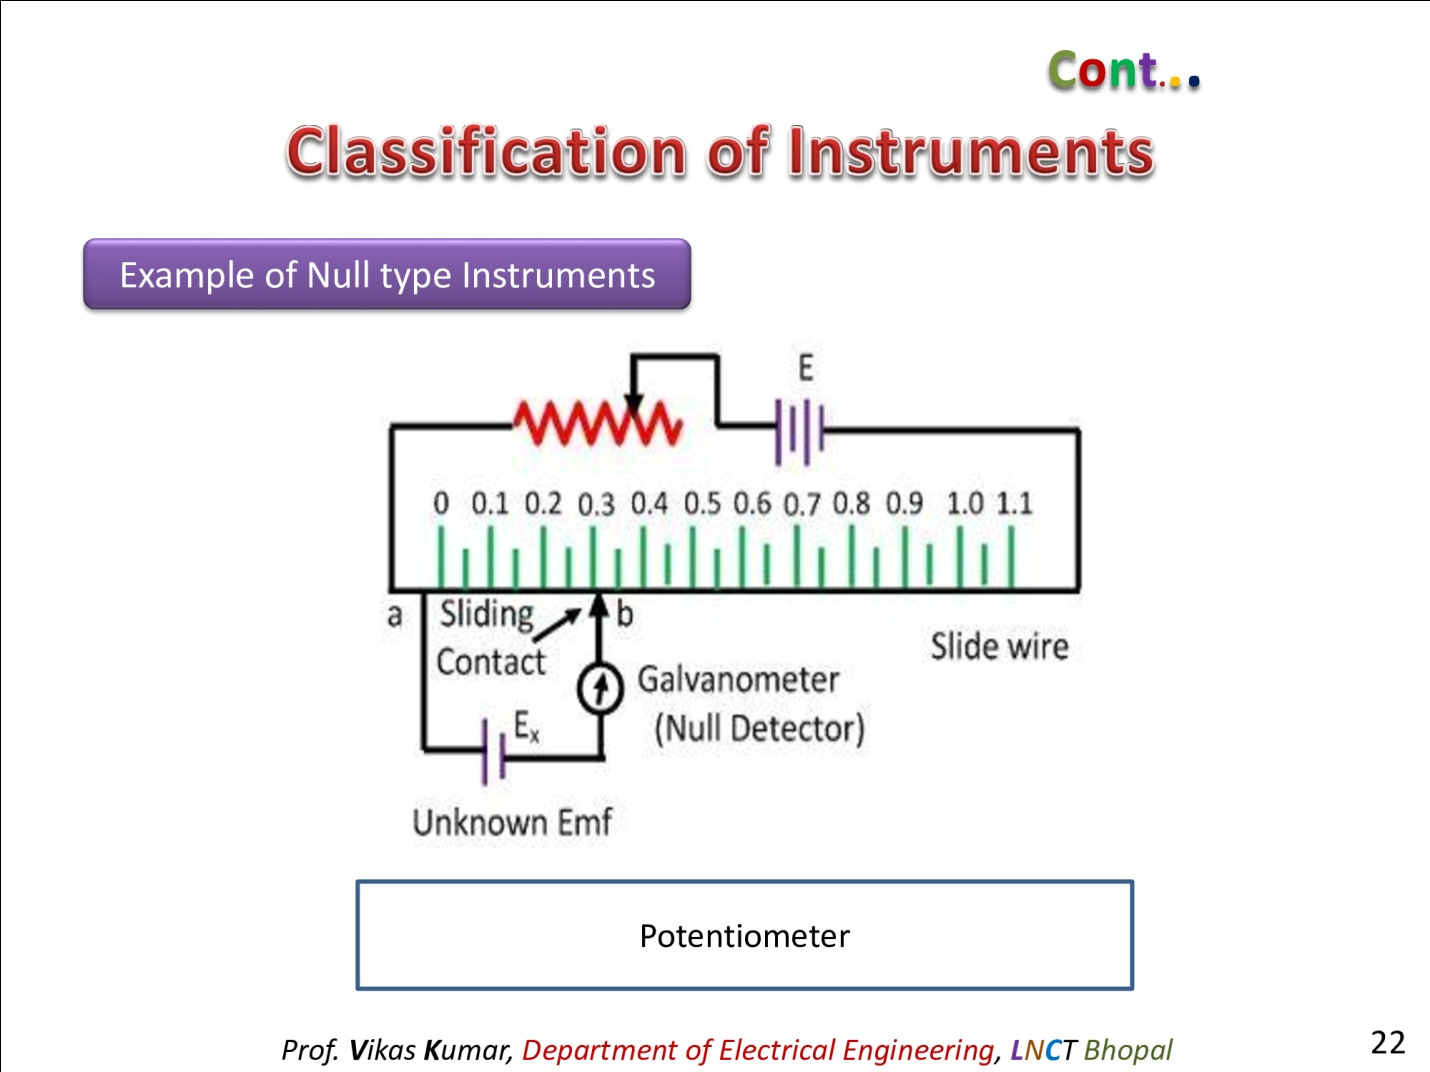 Cont...
Classification of Instruments
Example of Null type Instruments
E
0 0.1 0.2 0.3 0.4 0.5 0.6 0.7 0.8 0.9 1.0 1.1
a Sliding b
Contact
Slide wire
Galvanometer
(Null Detector)
Ex
Unknown Emf
Potentiometer
Prof. Vikas Kumar, Department of Electrical Engineering, LNCT Bhopal
22